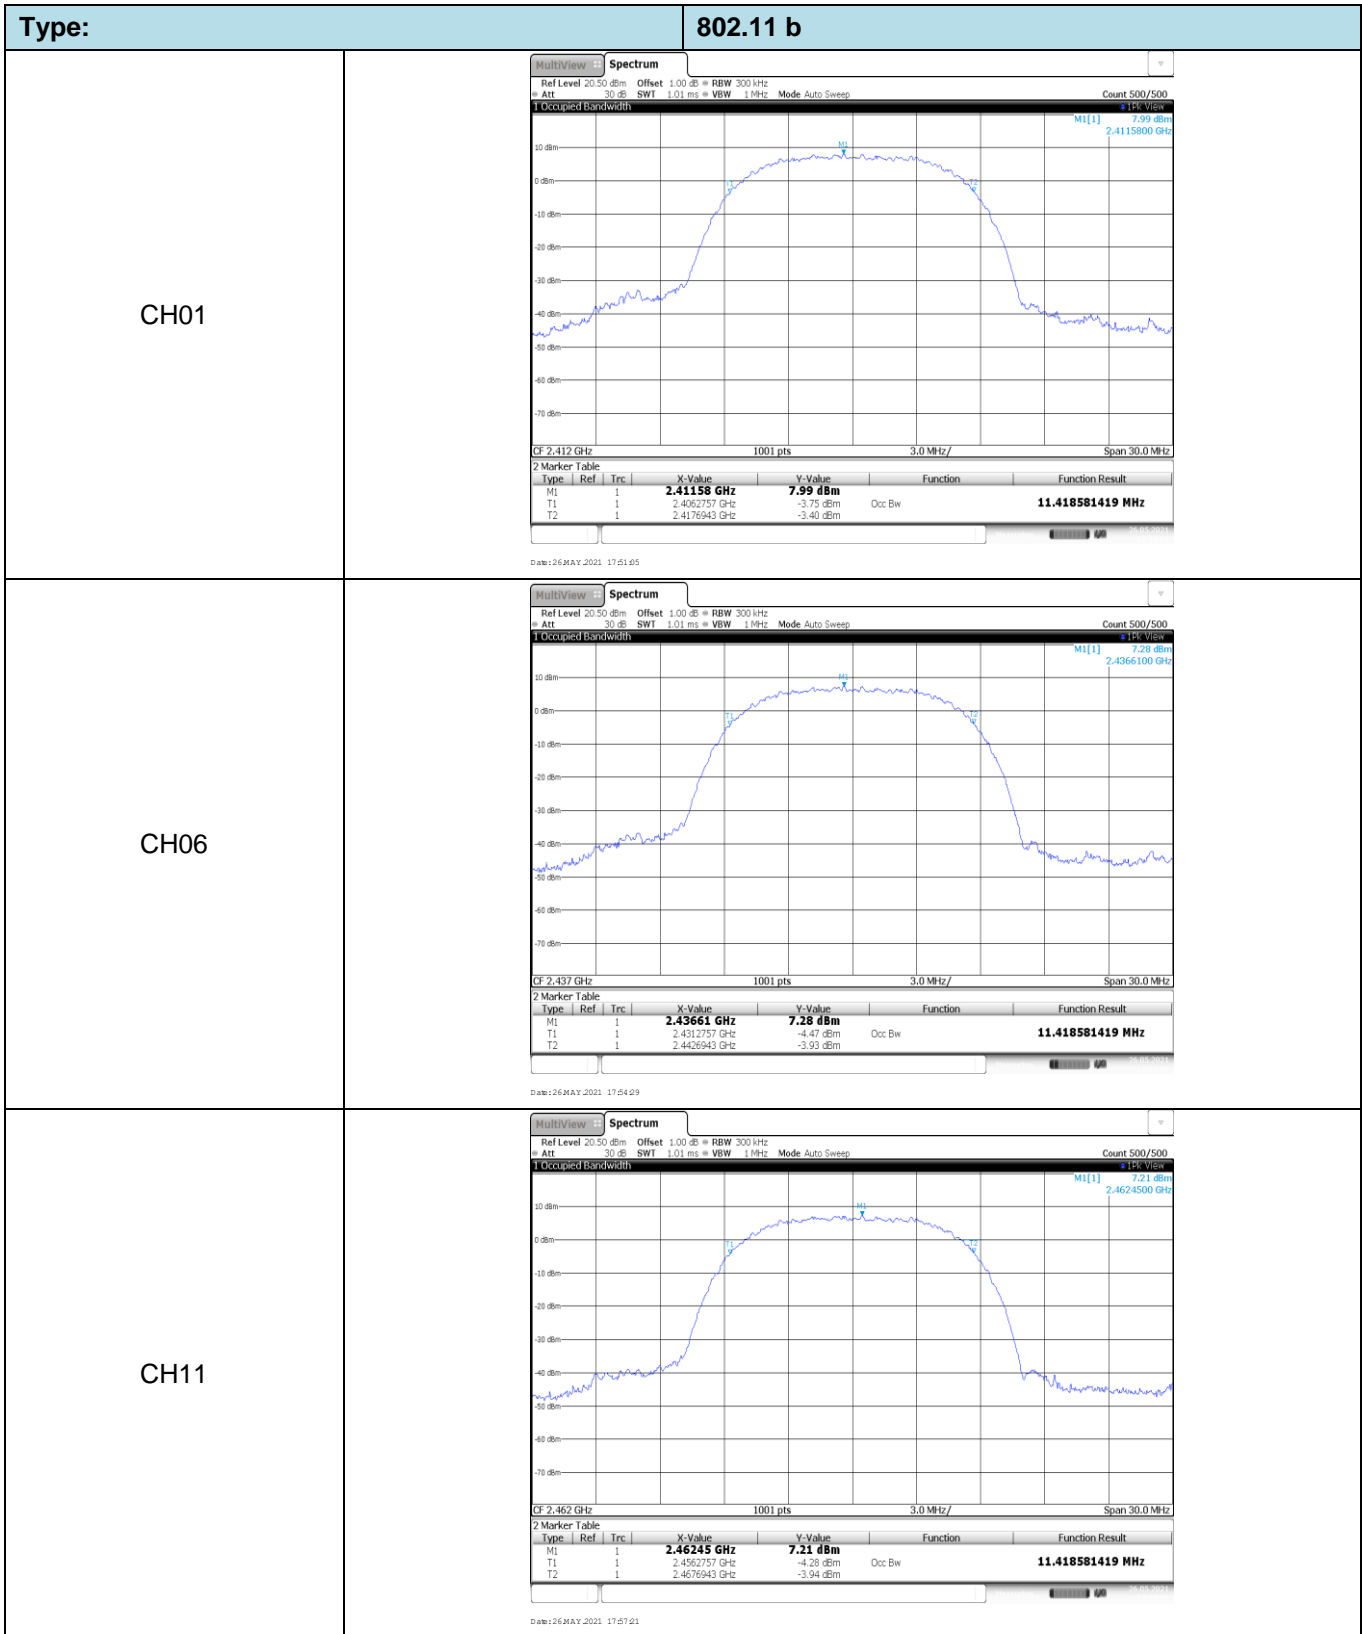 Type: 802.11 b
CH01
MultiView Spectrum
Ref Level 20.50 dBm Offset 1.00 dB RBW 300 kHz
Att 30 dB SWT 1.01 ms VBW 1 MHz Mode Auto Sweep Count 500/500
1 Occupied Bandwidth 1Pk View
M1[1] 7.99 dBm
2.4115800 GHz
M1
10 dBm
0 dBm
T1 T2
-10 dBm
-20 dBm
-30 dBm
-40 dBm
-50 dBm
-60 dBm
-70 dBm
CF 2.412 GHz 1001 pts 3.0 MHz/ Span 30.0 MHz
2 Marker Table
Type Ref Trc X-Value Y-Value Function Function Result
M1 1 2.41158 GHz 7.99 dBm
T1 1 2.4062757 GHz -3.75 dBm Occ Bw 11.418581419 MHz
T2 1 2.4176943 GHz -3.40 dBm
26.05.2021
Date: 26.MAY.2021 17:51:05
CH06
MultiView Spectrum
Ref Level 20.50 dBm Offset 1.00 dB RBW 300 kHz
Att 30 dB SWT 1.01 ms VBW 1 MHz Mode Auto Sweep Count 500/500
1 Occupied Bandwidth 1Pk View
M1[1] 7.28 dBm
2.4366100 GHz
M1
10 dBm
0 dBm
T1 T2
-10 dBm
-20 dBm
-30 dBm
-40 dBm
-50 dBm
-60 dBm
-70 dBm
CF 2.437 GHz 1001 pts 3.0 MHz/ Span 30.0 MHz
2 Marker Table
Type Ref Trc X-Value Y-Value Function Function Result
M1 1 2.43661 GHz 7.28 dBm
T1 1 2.4312757 GHz -4.47 dBm Occ Bw 11.418581419 MHz
T2 1 2.4426943 GHz -3.93 dBm
26.05.2021
Date: 26.MAY.2021 17:54:29
CH11
MultiView Spectrum
Ref Level 20.50 dBm Offset 1.00 dB RBW 300 kHz
Att 30 dB SWT 1.01 ms VBW 1 MHz Mode Auto Sweep Count 500/500
1 Occupied Bandwidth 1Pk View
M1[1] 7.21 dBm
2.4624500 GHz
M1
10 dBm
0 dBm
T1 T2
-10 dBm
-20 dBm
-30 dBm
-40 dBm
-50 dBm
-60 dBm
-70 dBm
CF 2.462 GHz 1001 pts 3.0 MHz/ Span 30.0 MHz
2 Marker Table
Type Ref Trc X-Value Y-Value Function Function Result
M1 1 2.46245 GHz 7.21 dBm
T1 1 2.4562757 GHz -4.28 dBm Occ Bw 11.418581419 MHz
T2 1 2.4676943 GHz -3.94 dBm
26.05.2021
Date: 26.MAY.2021 17:57:21